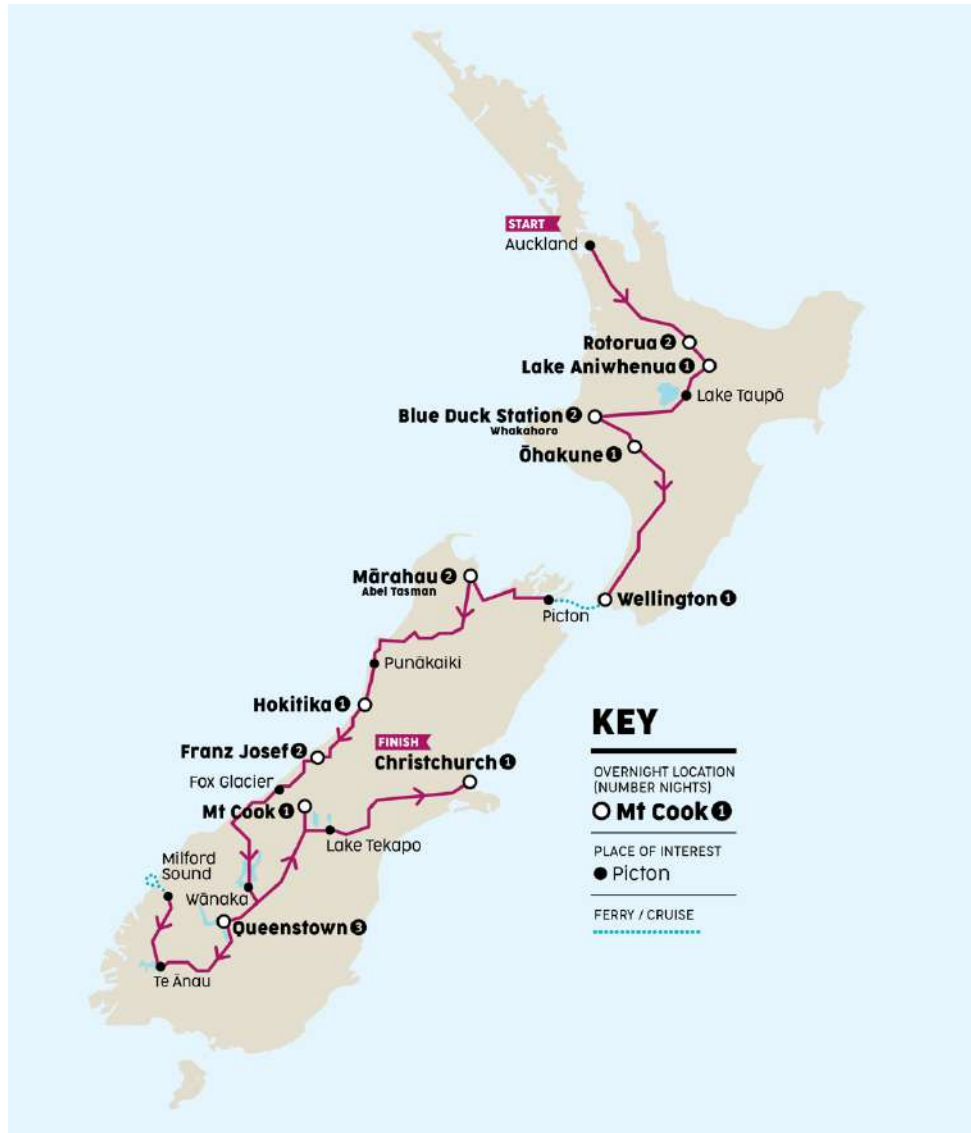 START
Auckland
Rotorua 2
Lake Aniwhenua 1
Lake Taupō
Blue Duck Station 2
Whakahoro
Ōhakune 1
Mārahau 2
Abel Tasman
Wellington 1
Picton
Punākaiki
Hokitika 1
Franz Josef 2
FINISH
Christchurch 1
Fox Glacier
Mt Cook 1
Lake Tekapo
Milford
Sound
Wānaka
Queenstown 3
Te Ānau
KEY
OVERNIGHT LOCATION
(NUMBER NIGHTS)
Mt Cook 1
PLACE OF INTEREST
Picton
FERRY / CRUISE